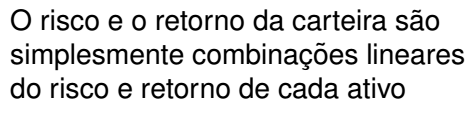 O risco e o retorno da carteira são
simplesmente combinações lineares
do risco e retorno de cada ativo